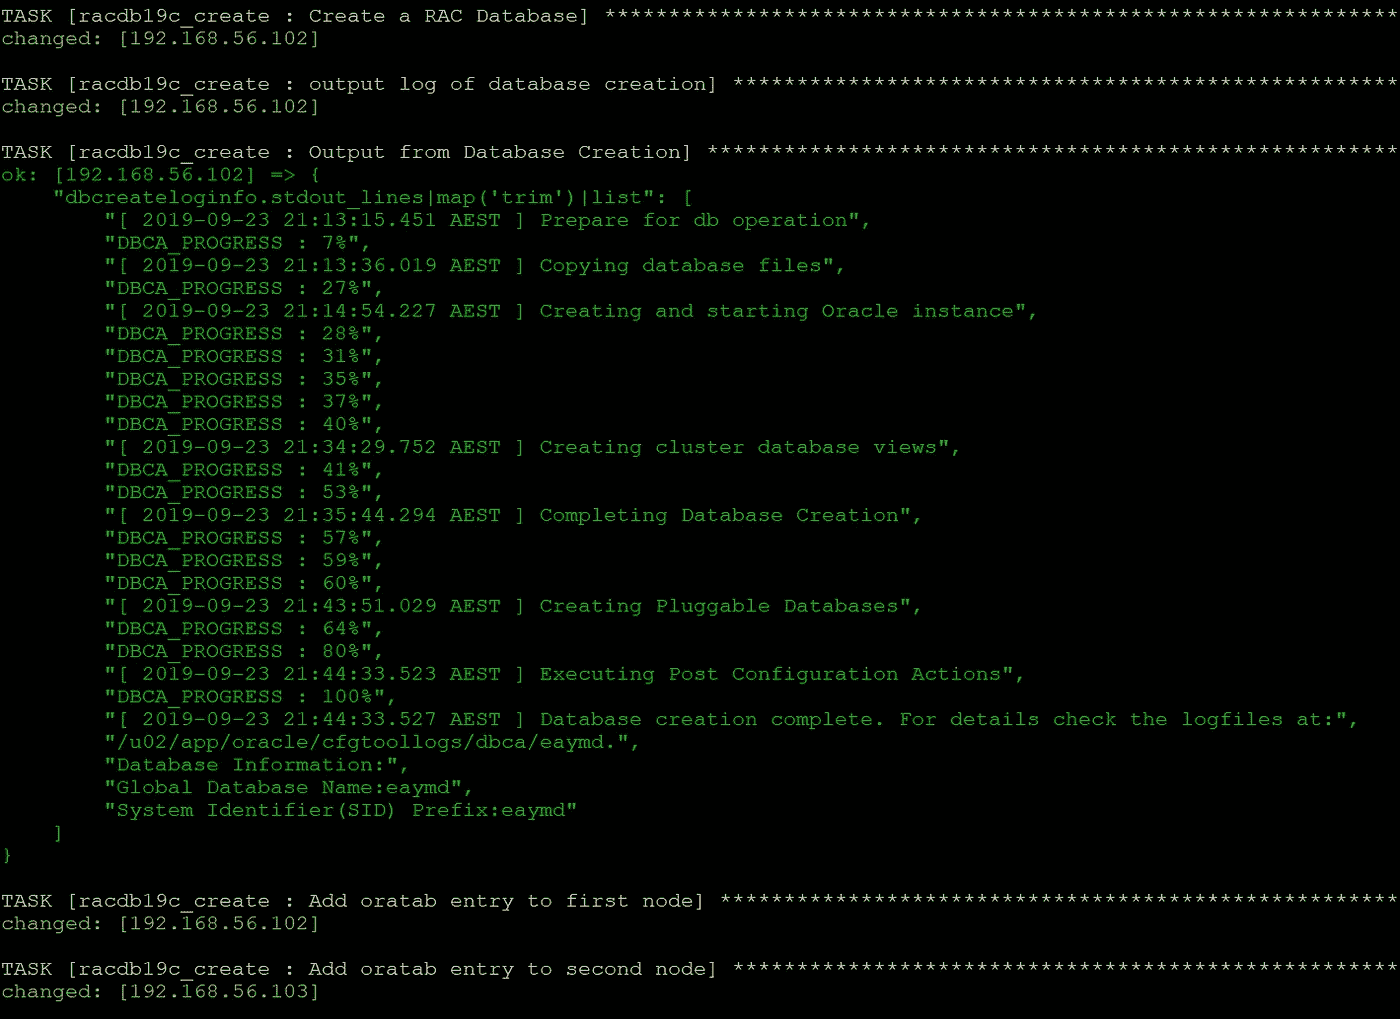 TASK [racdb19c_create : Create a RAC Database] **************************************************************
changed: [192.168.56.102]
TASK [racdb19c_create : output log of database creation] ****************************************************
changed: [192.168.56.102]
TASK [racdb19c_create : Output from Database Creation] ******************************************************
ok: [192.168.56.102] => {
"dbcreateloginfo.stdout_lines|map('trim')|list": [
"[ 2019-09-23 21:13:15.451 AEST ] Prepare for db operation",
"DBCA_PROGRESS : 7%",
"[ 2019-09-23 21:13:36.019 AEST ] Copying database files",
"DBCA_PROGRESS : 27%",
"[ 2019-09-23 21:14:54.227 AEST ] Creating and starting Oracle instance",
"DBCA_PROGRESS : 28%",
"DBCA_PROGRESS : 31%",
"DBCA_PROGRESS : 35%",
"DBCA_PROGRESS : 37%",
"DBCA_PROGRESS : 40%",
"[ 2019-09-23 21:34:29.752 AEST ] Creating cluster database views",
"DBCA_PROGRESS : 41%",
"DBCA_PROGRESS : 53%",
"[ 2019-09-23 21:35:44.294 AEST ] Completing Database Creation",
"DBCA_PROGRESS : 57%",
"DBCA_PROGRESS : 59%",
"DBCA_PROGRESS : 60%",
"[ 2019-09-23 21:43:51.029 AEST ] Creating Pluggable Databases",
"DBCA_PROGRESS : 64%",
"DBCA_PROGRESS : 80%",
"[ 2019-09-23 21:44:33.523 AEST ] Executing Post Configuration Actions",
"DBCA_PROGRESS : 100%",
"[ 2019-09-23 21:44:33.527 AEST ] Database creation complete. For details check the logfiles at:",
"/u02/app/oracle/cfgtoollogs/dbca/eaymd.",
"Database Information:",
"Global Database Name:eaymd",
"System Identifier(SID) Prefix:eaymd"
]
}
TASK [racdb19c_create : Add oratab entry to first node] *****************************************************
changed: [192.168.56.102]
TASK [racdb19c_create : Add oratab entry to second node] ****************************************************
changed: [192.168.56.103]